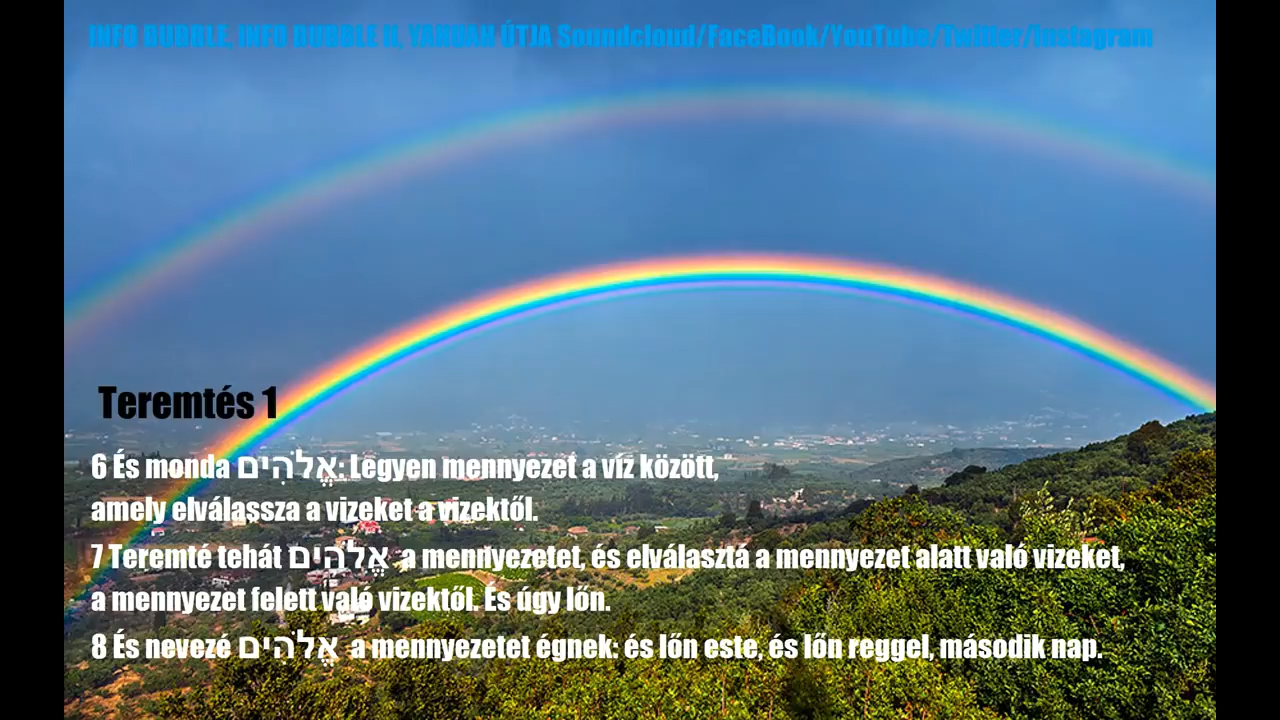 INFO BUBBLE, INFO BUBBLE II, YAHUAH ÚTJA Soundcloud/FaceBook/YouTube/Twitter/Instagram
Teremtés 1
6 És monda אֱלֹהִים: Legyen mennyezet a víz között,
amely elválassza a vizeket a vizektől.
7 Teremté tehát אֱלֹהִים a mennyezetet, és elválasztá a mennyezet alatt való vizeket,
a mennyezet felett való vizektől. És úgy lőn.
8 És nevezé אֱלֹהִים a mennyezetet égnek: és lőn este, és lőn reggel, második nap.